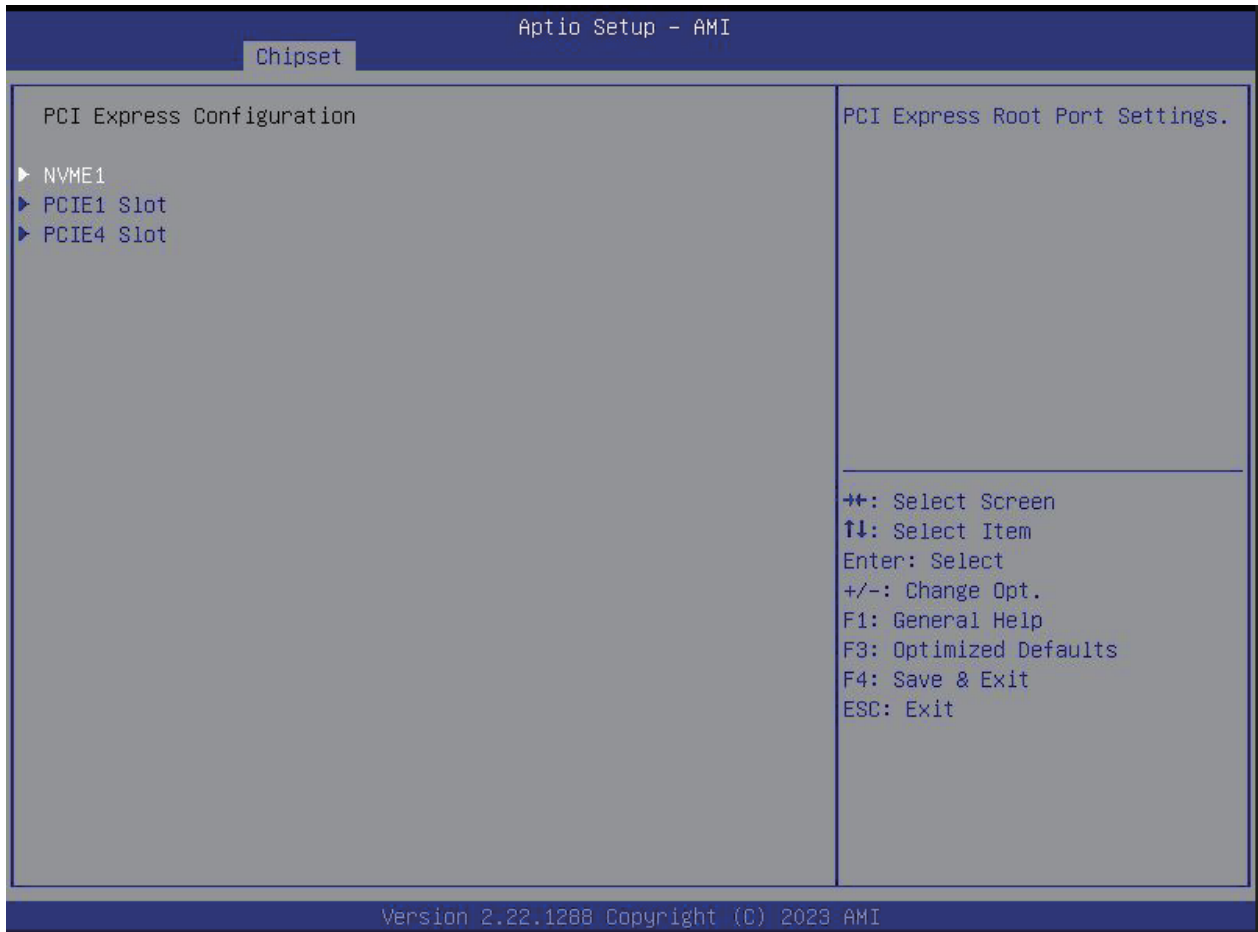 Aptio Setup – AMI
Chipset
PCI Express Configuration
▶ NVME1
▶ PCIE1 Slot
▶ PCIE4 Slot
PCI Express Root Port Settings.
→←: Select Screen
↑↓: Select Item
Enter: Select
+/-: Change Opt.
F1: General Help
F3: Optimized Defaults
F4: Save & Exit
ESC: Exit
Version 2.22.1288 Copyright (C) 2023 AMI